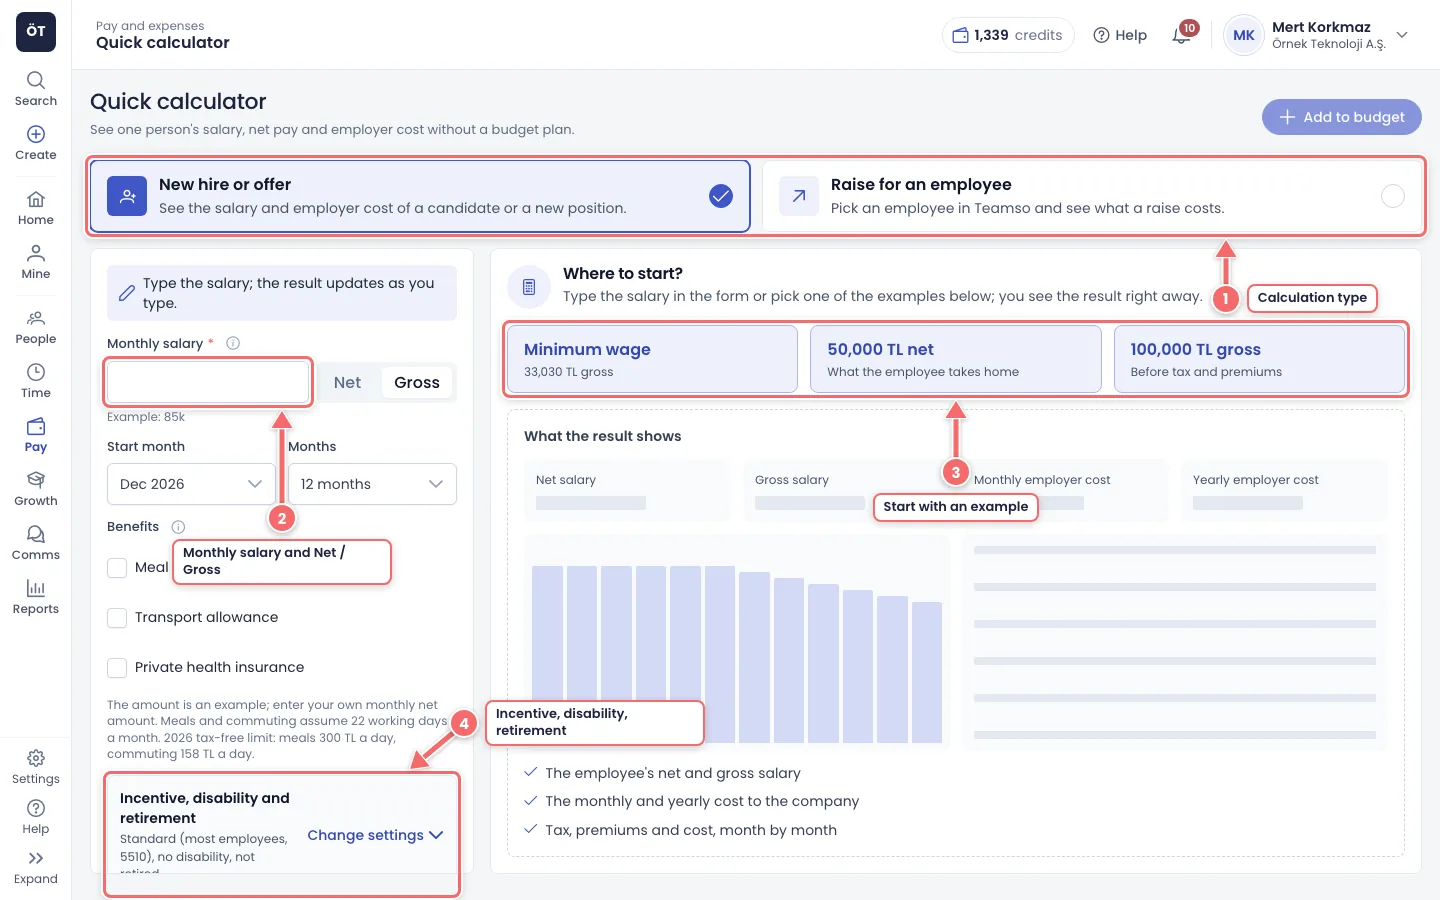 ÖT
Search
Create
Home
Mine
People
Time
Pay
Growth
Comms
Reports
Settings
Help
Expand
Pay and expenses
Quick calculator
1,339 credits
Help
10
MK
Mert Korkmaz
Örnek Teknoloji A.Ş.
Quick calculator
See one person's salary, net pay and employer cost without a budget plan.
Add to budget
New hire or offer
See the salary and employer cost of a candidate or a new position.
Raise for an employee
Pick an employee in Teamso and see what a raise costs.
1
Calculation type
Type the salary; the result updates as you
type.
Monthly salary *
Net
Gross
Example: 85k
Start month
Months
Dec 2026
12 months
2
Monthly salary and Net /
Gross
Benefits
Meal
Transport allowance
Private health insurance
The amount is an example; enter your own monthly net
amount. Meals and commuting assume 22 working days
a month. 2026 tax-free limit: meals 300 TL a day,
commuting 158 TL a day.
4
Incentive, disability,
retirement
Incentive, disability and
retirement
Standard (most employees,
5510), no disability, not
retired
Change settings
Where to start?
Type the salary in the form or pick one of the examples below; you see the result right away.
Minimum wage
33,030 TL gross
50,000 TL net
What the employee takes home
100,000 TL gross
Before tax and premiums
3
Start with an example
What the result shows
Net salary
Gross salary
Monthly employer cost
Yearly employer cost
The employee's net and gross salary
The monthly and yearly cost to the company
Tax, premiums and cost, month by month